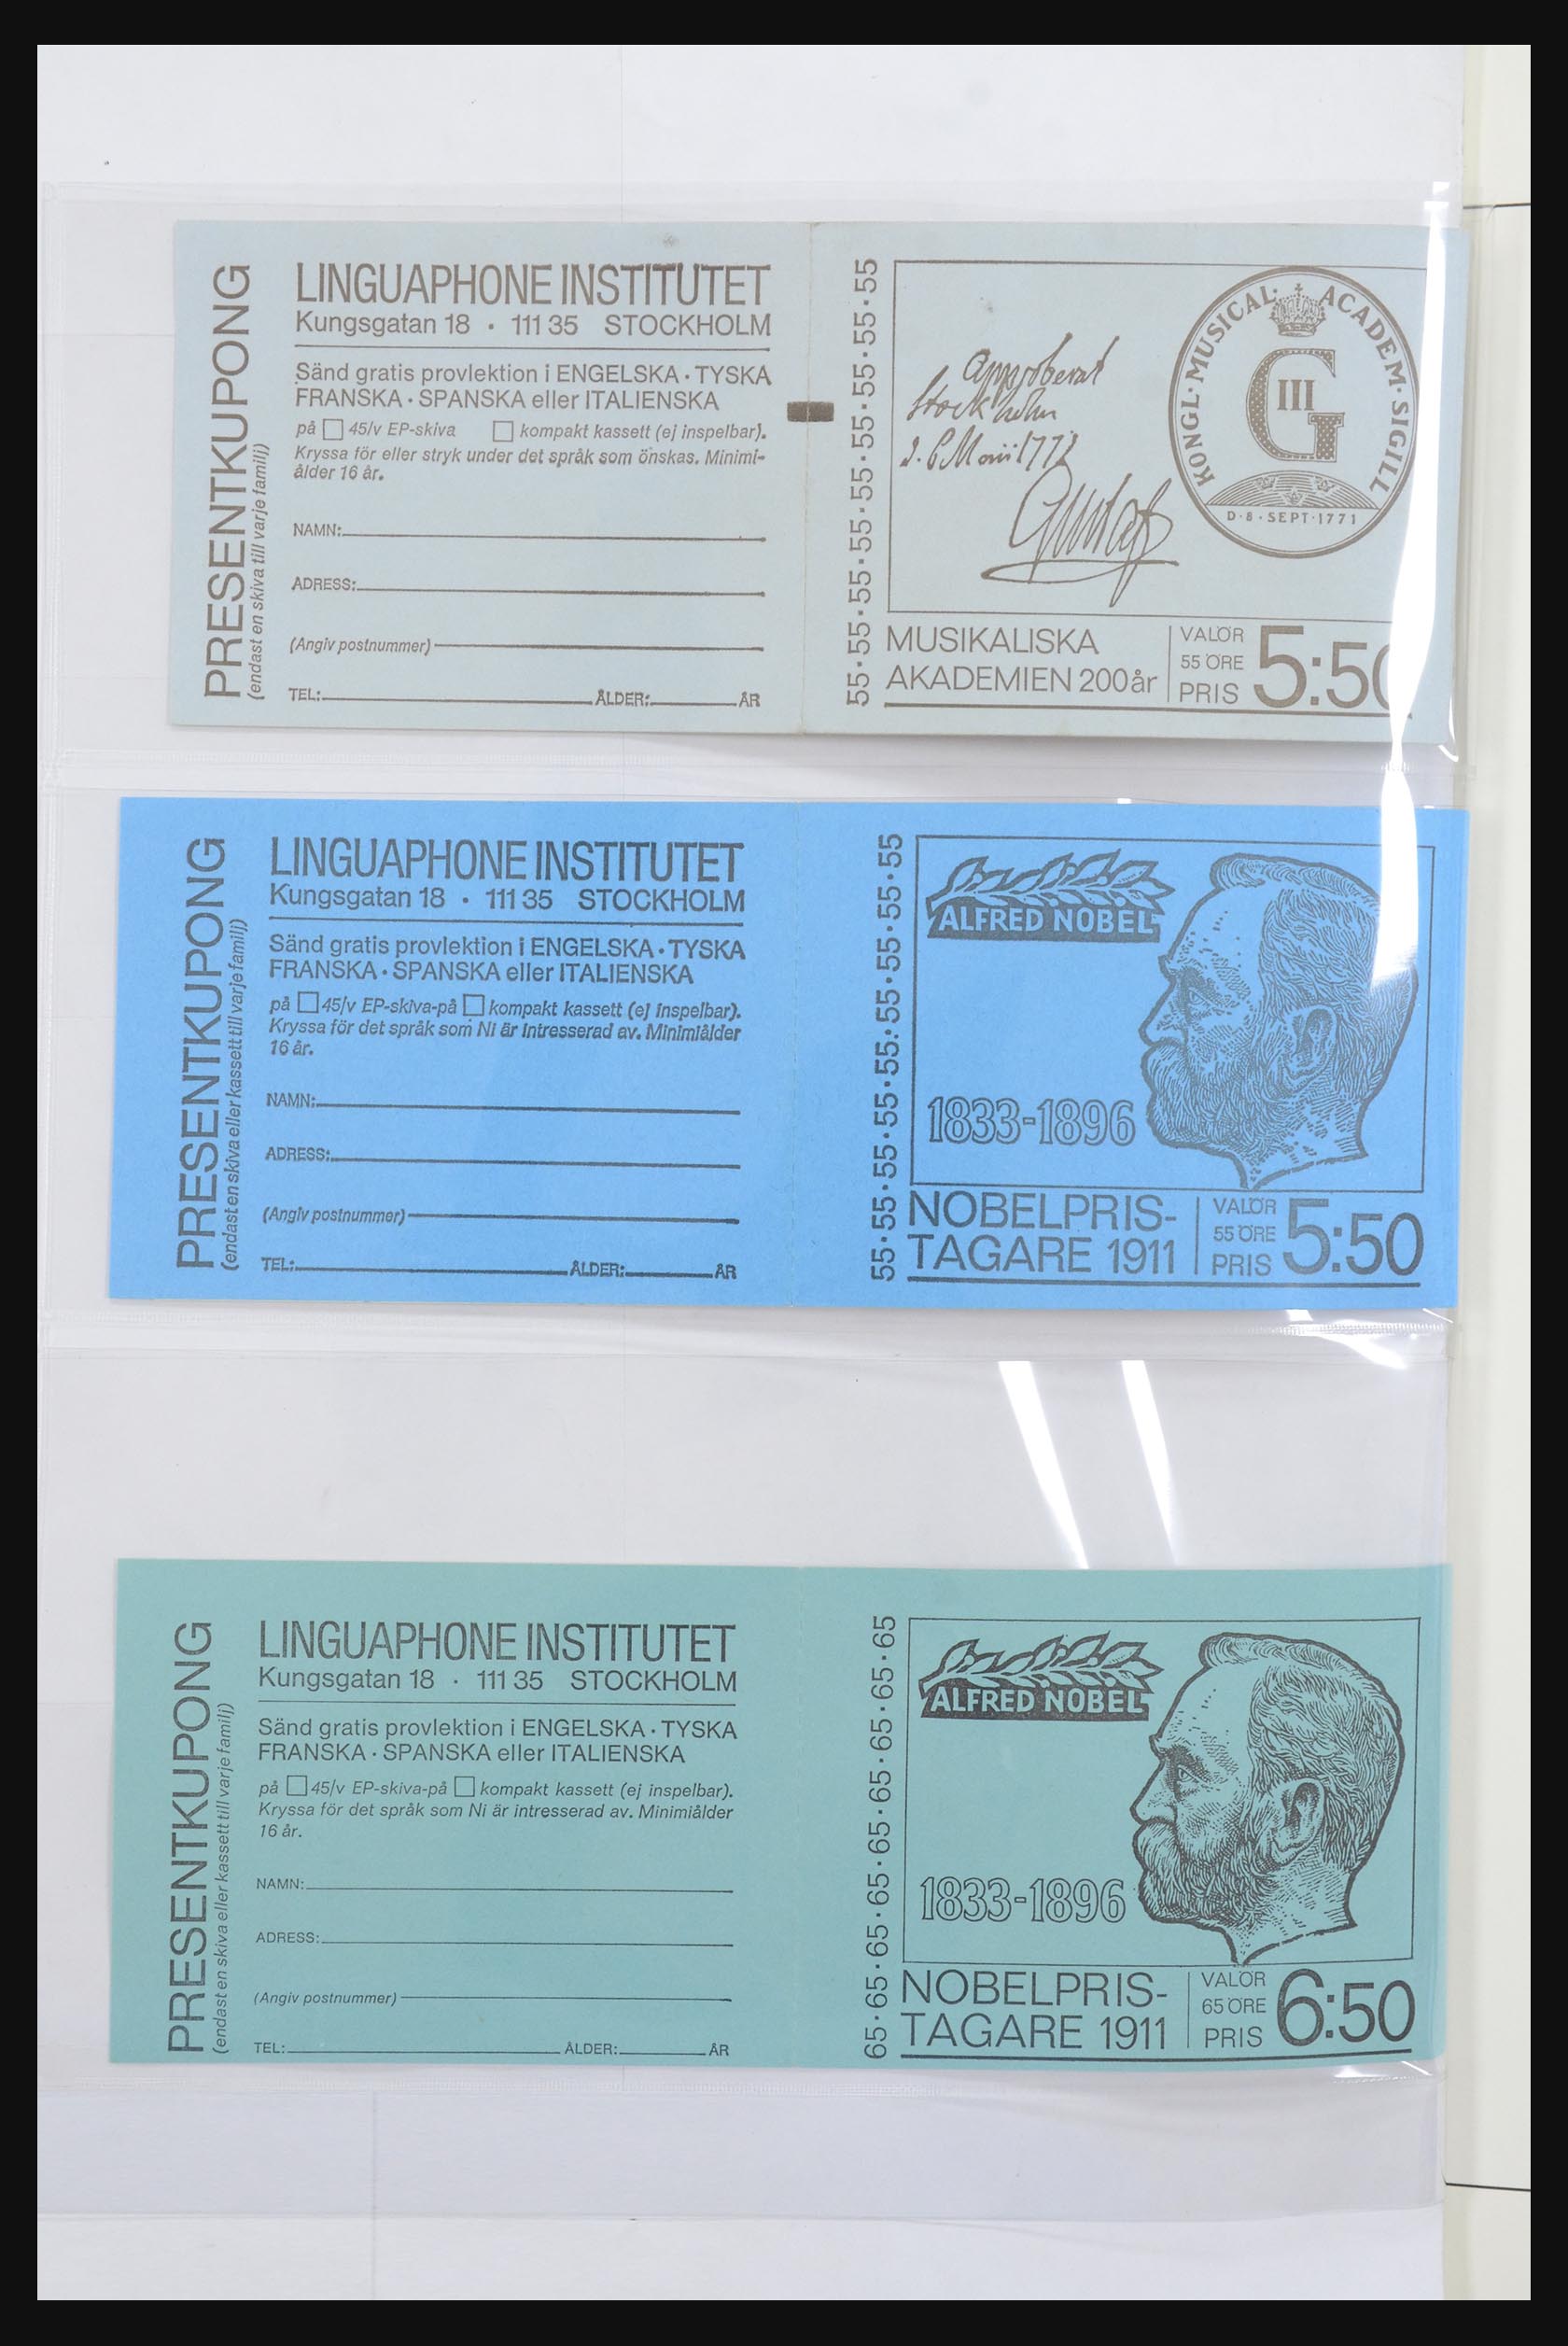 PRESENTKUPONG
(endast en skiva till varje familj)
LINGUAPHONE INSTITUTET
Kungsgatan 18 · 111 35 STOCKHOLM
Sänd gratis provlektion i ENGELSKA · TYSKA
FRANSKA · SPANSKA eller ITALIENSKA
på 45/v EP-skiva kompakt kassett (ej inspelbar).
Kryssa för eller stryk under det språk som önskas. Minimi-
ålder 16 år.
NAMN:
ADRESS:
(Angiv postnummer)
TEL: ÅLDER: ÅR
55·55·55·55·55·55·55·55·55·55
Approberat
Stockholm
1772
Gustaf
KONGL·MUSICAL· ACADEM·SIGILL
G III
D·8·SEPT·1771
MUSIKALISKA
AKADEMIEN 200 år
VALÖR
55 ÖRE
PRIS
5:50
PRESENTKUPONG
(endast en skiva eller kassett till varje familj)
LINGUAPHONE INSTITUTET
Kungsgatan 18 · 111 35 STOCKHOLM
Sänd gratis provlektion i ENGELSKA · TYSKA
FRANSKA · SPANSKA eller ITALIENSKA
på 45/v EP-skiva-på kompakt kassett (ej inspelbar).
Kryssa för det språk som Ni är intresserad av. Minimiålder
16 år.
NAMN:
ADRESS:
(Angiv postnummer)
TEL: ÅLDER: ÅR
55·55·55·55·55·55·55·55·55·55
ALFRED NOBEL
1833-1896
NOBELPRIS-
TAGARE 1911
VALÖR
55 ÖRE
PRIS
5:50
PRESENTKUPONG
(endast en skiva eller kassett till varje familj)
LINGUAPHONE INSTITUTET
Kungsgatan 18 · 111 35 STOCKHOLM
Sänd gratis provlektion i ENGELSKA · TYSKA
FRANSKA · SPANSKA eller ITALIENSKA
på 45/v EP-skiva-på kompakt kassett (ej inspelbar).
Kryssa för det språk som Ni är intresserad av. Minimiålder
16 år.
NAMN:
ADRESS:
(Angiv postnummer)
TEL: ÅLDER: ÅR
65·65·65·65·65·65·65·65·65·65
ALFRED NOBEL
1833-1896
NOBELPRIS-
TAGARE 1911
VALÖR
65 ÖRE
PRIS
6:50